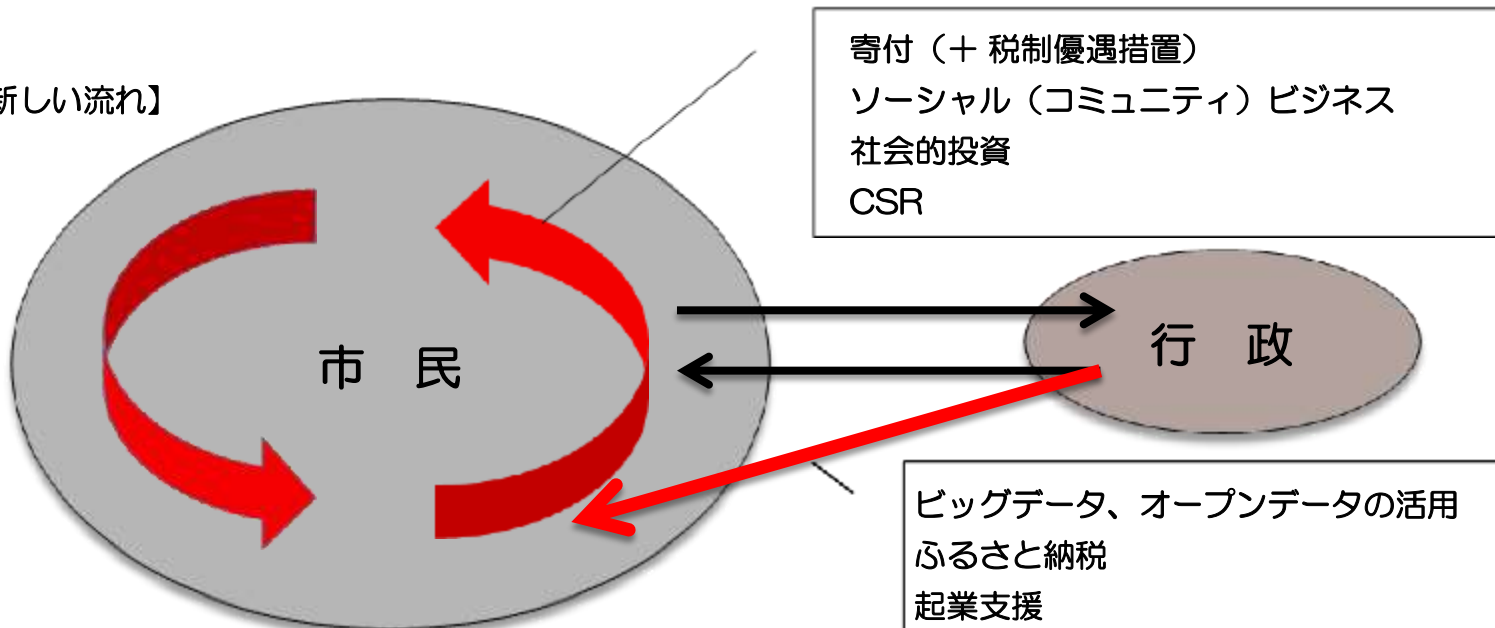 新しい流れ】
寄付（＋ 税制優遇措置）
ソーシャル（コミュニティ）ビジネス
社会的投資
CSR
市　民
行　政
ビッグデータ、オープンデータの活用
ふるさと納税
起業支援